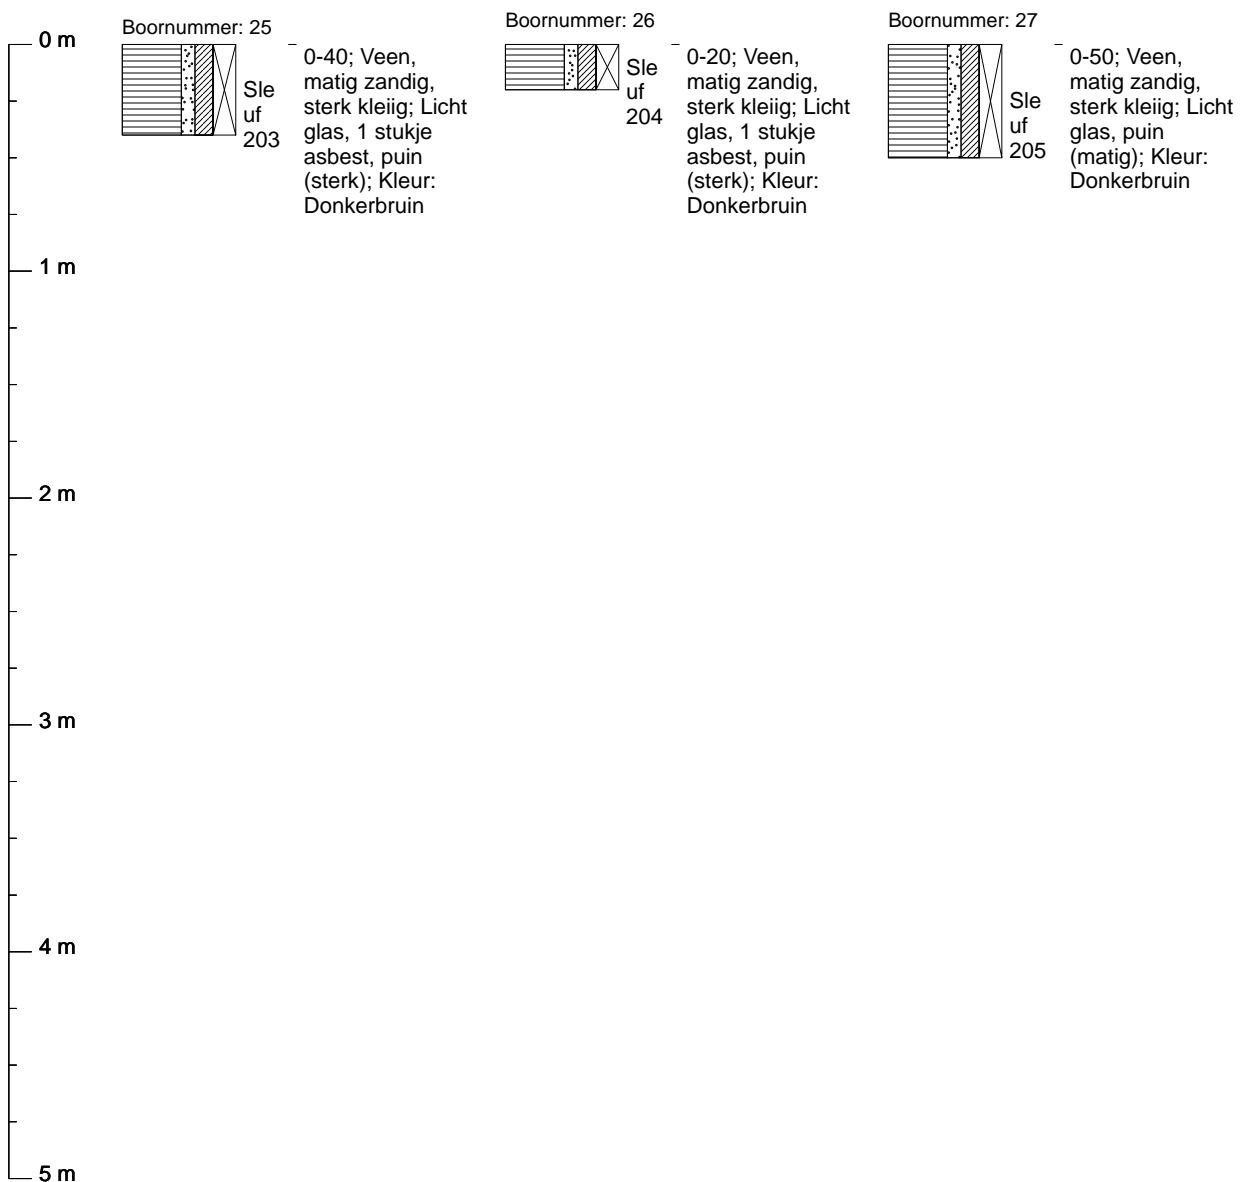 Boornummer: 25
Sle
uf
203
0-40; Veen,
matig zandig,
sterk kleiig; Licht
glas, 1 stukje
asbest, puin
(sterk); Kleur:
Donkerbruin
Boornummer: 26
Sle
uf
204
0-20; Veen,
matig zandig,
sterk kleiig; Licht
glas, 1 stukje
asbest, puin
(sterk); Kleur:
Donkerbruin
Boornummer: 27
Sle
uf
205
0-50; Veen,
matig zandig,
sterk kleiig; Licht
glas, puin
(matig); Kleur:
Donkerbruin
0 m
1 m
2 m
3 m
4 m
5 m